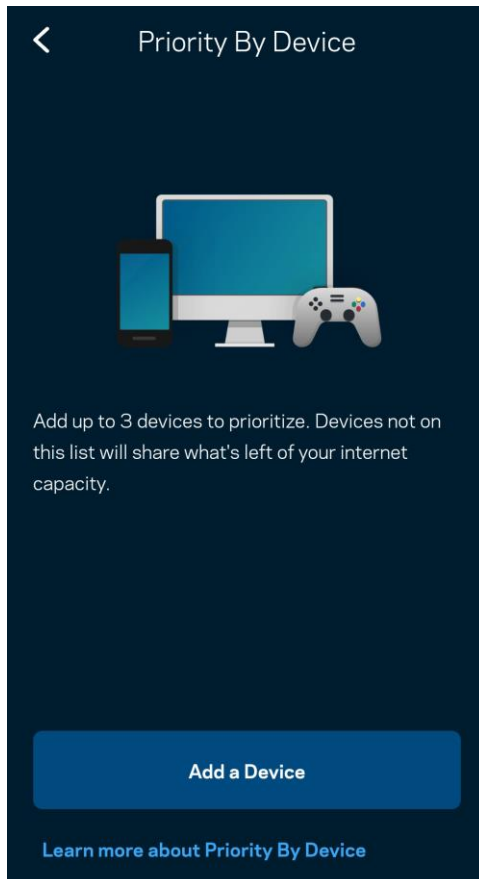 Priority By Device
Add up to 3 devices to prioritize. Devices not on
this list will share what's left of your internet
capacity.
Add a Device
Learn more about Priority By Device